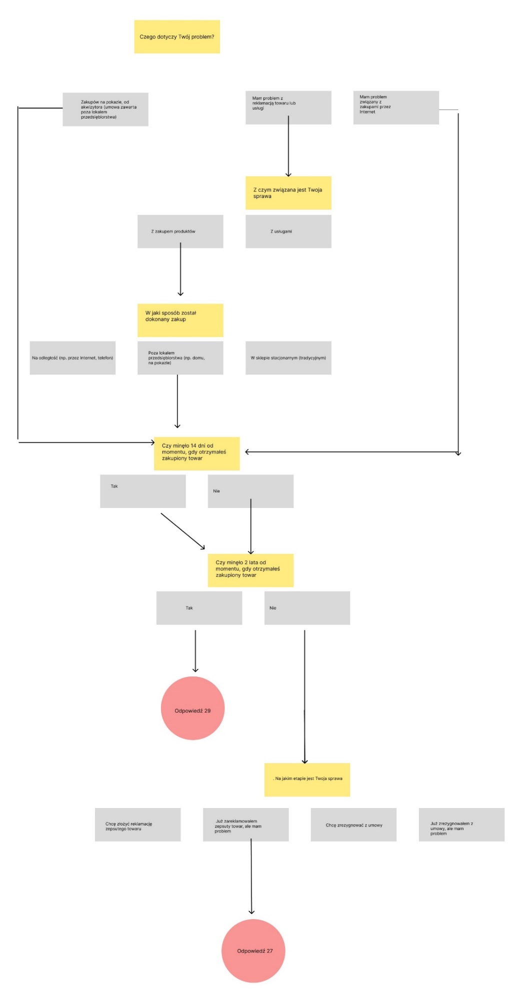 Czego dotyczy Twój problem?
Zakupów na pokazie, od
akwizytora (umowa zawarta
poza lokalem
przedsiębiorstwa)
Mam problem z
reklamacją towaru lub
usługi
Mam problem
związany z
zakupami przez
Internet
Z czym związana jest Twoja
sprawa
Z zakupem produktów
Z usługami
W jaki sposób został
dokonany zakup
Na odległość (np. przez Internet, telefon)
Poza lokalem
przedsiębiorstwa (np. domu,
na pokazie)
W sklepie stacjonarnym (tradycyjnym)
Czy minęło 14 dni od
momentu, gdy otrzymałeś
zakupiony towar
Tak
Nie
Czy minęło 2 lata od
momentu, gdy otrzymałeś
zakupiony towar
Tak
Nie
Odpowiedź 29
. Na jakim etapie jest Twoja sprawa
Chcę złożyć reklamację
zepsutego towaru
Już zareklamowałem
zepsuty towar, ale mam
problem
Chcę zrezygnować z umowy
Już zrezygnowałem z
umowy, ale mam
problem
Odpowiedź 27